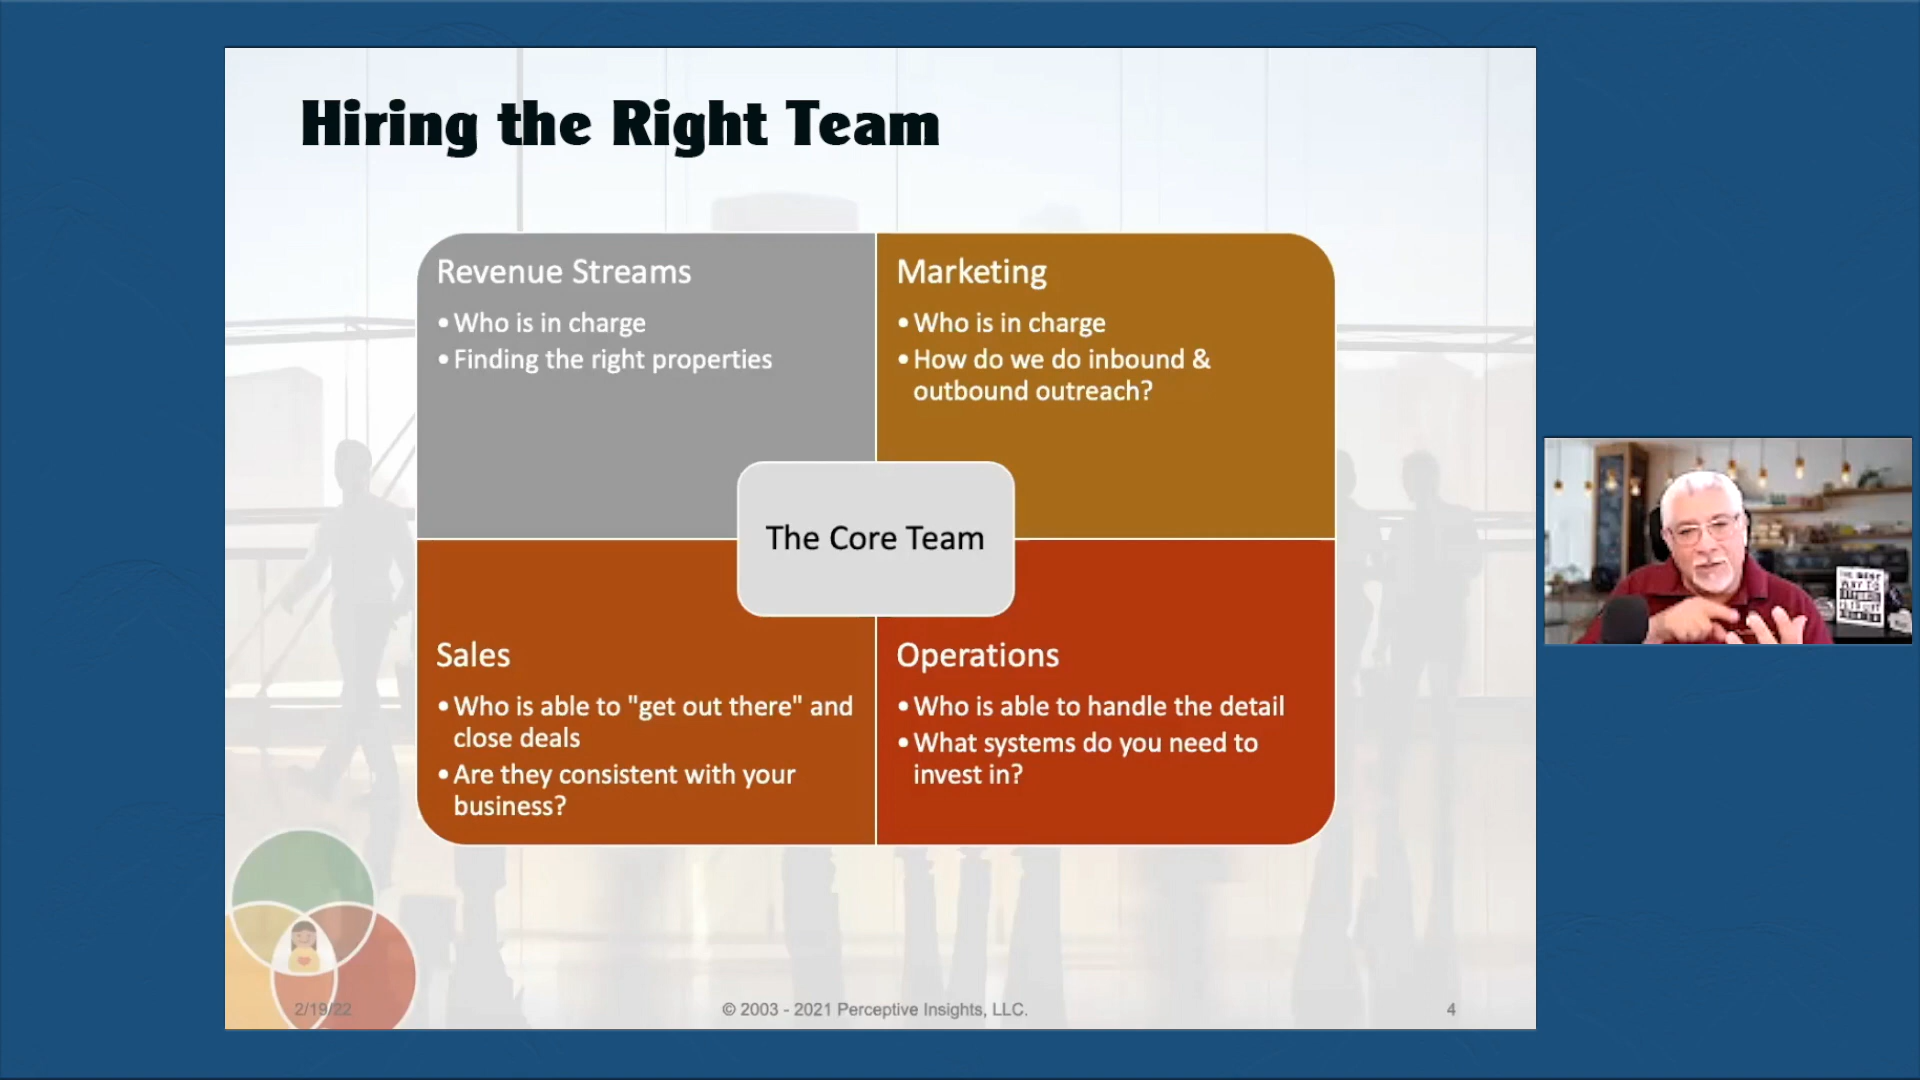 Hiring the Right Team
Revenue Streams
• Who is in charge
• Finding the right properties
Marketing
• Who is in charge
• How do we do inbound &
outbound outreach?
The Core Team
Sales
• Who is able to "get out there" and
close deals
• Are they consistent with your
business?
Operations
• Who is able to handle the detail
• What systems do you need to
invest in?
2/19/22
© 2003 - 2021 Perceptive Insights, LLC.
4